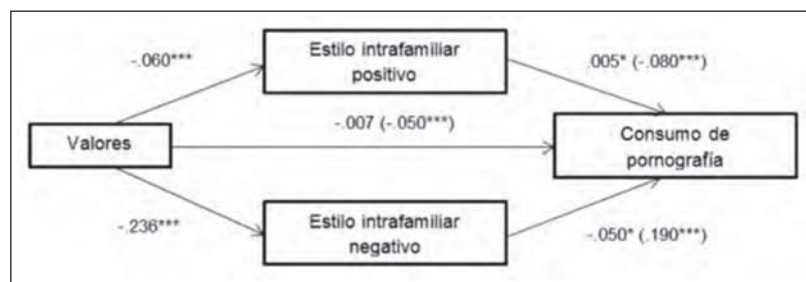 Estilo intrafamiliar
positivo
-.060***
.005* (-.080***)
-.007 (-.050***)
Valores
Consumo de
pornografía
-.236***
Estilo intrafamiliar
negativo
-.050* (.190***)